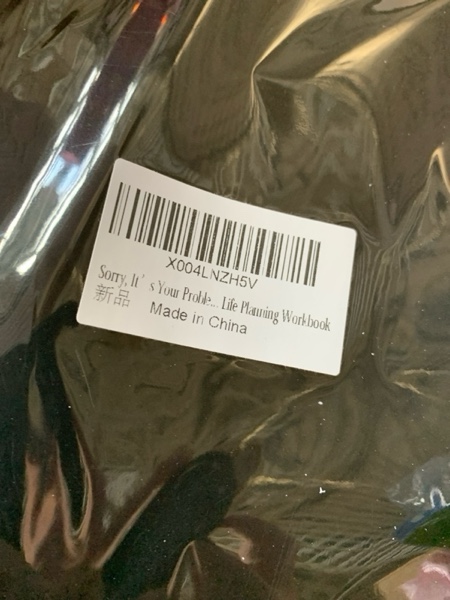 X004LNZH5V
Sorry, It's Your Proble... Life Planning Workbook
新品
Made in China